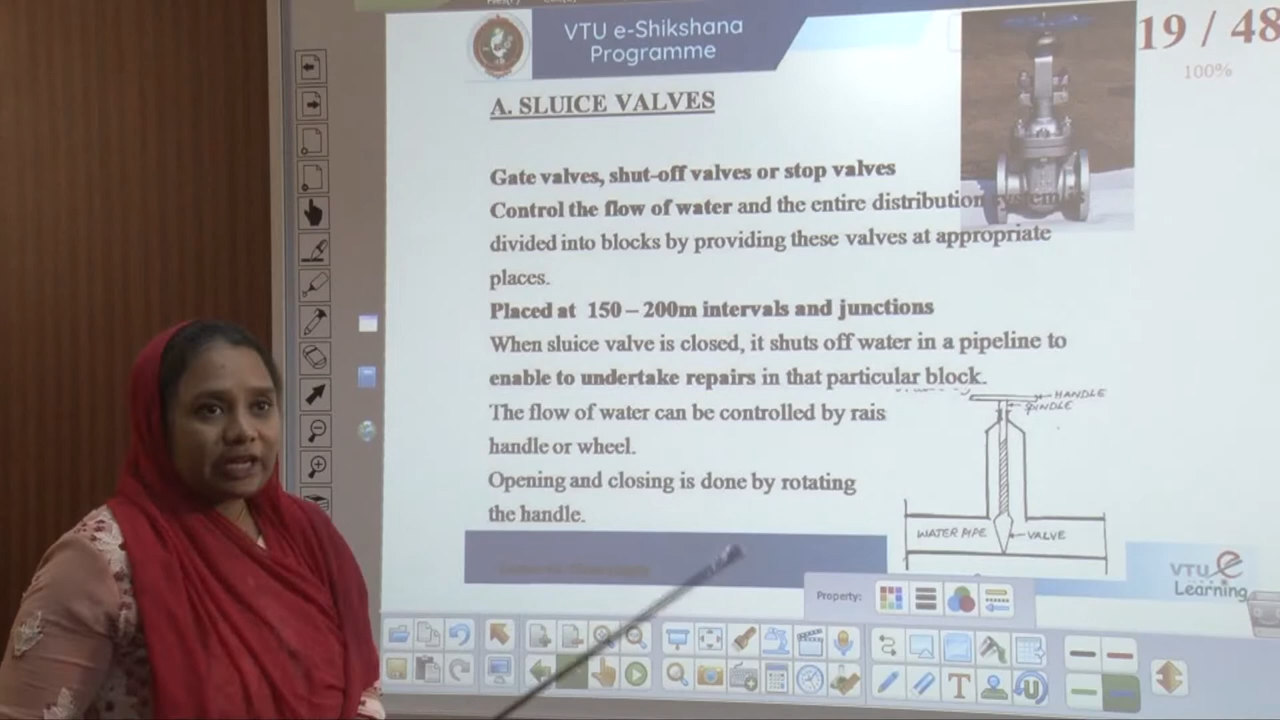 VTU e-Shikshana
Programme
19 / 48
100%
A. SLUICE VALVES
Gate valves, shut-off valves or stop valves
Control the flow of water and the entire distribution system is
divided into blocks by providing these valves at appropriate
places.
Placed at 150 – 200m intervals and junctions
When sluice valve is closed, it shuts off water in a pipeline to
enable to undertake repairs in that particular block.
The flow of water can be controlled by rais
handle or wheel.
Opening and closing is done by rotating
the handle.
HANDLE
SPINDLE
WATER PIPE
VALVE
VTU e
Learning
Property: